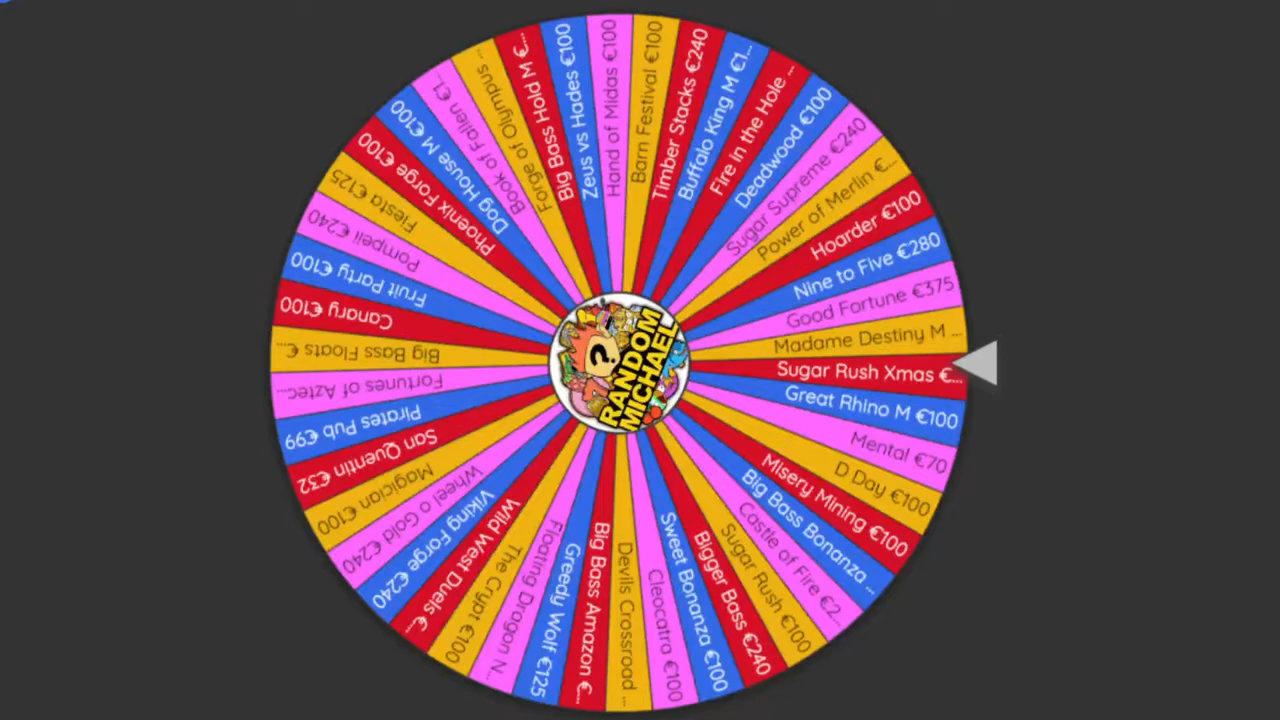 Hand of Midas €100
Barn Festival €100
Timber Stacks €240
Buffalo King M €1...
Fire in the Hole ...
Deadwood €100
Sugar Supreme €240
Power of Merlin €...
Hoarder €100
Nine to Five €280
Good Fortune €375
Madame Destiny M ...
Sugar Rush Xmas €...
Great Rhino M €100
Mental €70
D Day €100
Misery Mining €100
Big Bass Bonanza ...
Castle of Fire €2...
Sugar Rush €100
Bigger Bass €240
Sweet Bonanza €100
Cleocatra €100
Devils Crossroad ...
Big Bass Amazon €...
Greedy Wolf €125
Floating Dragon N...
The Crypt €100
Wild West Duels €...
Viking Forge €240
Wheel o Gold €240
Magician €100
San Quentin €32
Pirates Pub €99
Fortunes of Aztec...
Big Bass Floats €...
Canary €100
Fruit Party €100
Pompeii €240
Fiesta €125
Phoenix Forge €100
Dog House M €100
Book of Fallen €1...
Forge of Olympus ...
Big Bass Hold M €...
Zeus vs Hades €100
?
RANDOM
MICHAEL